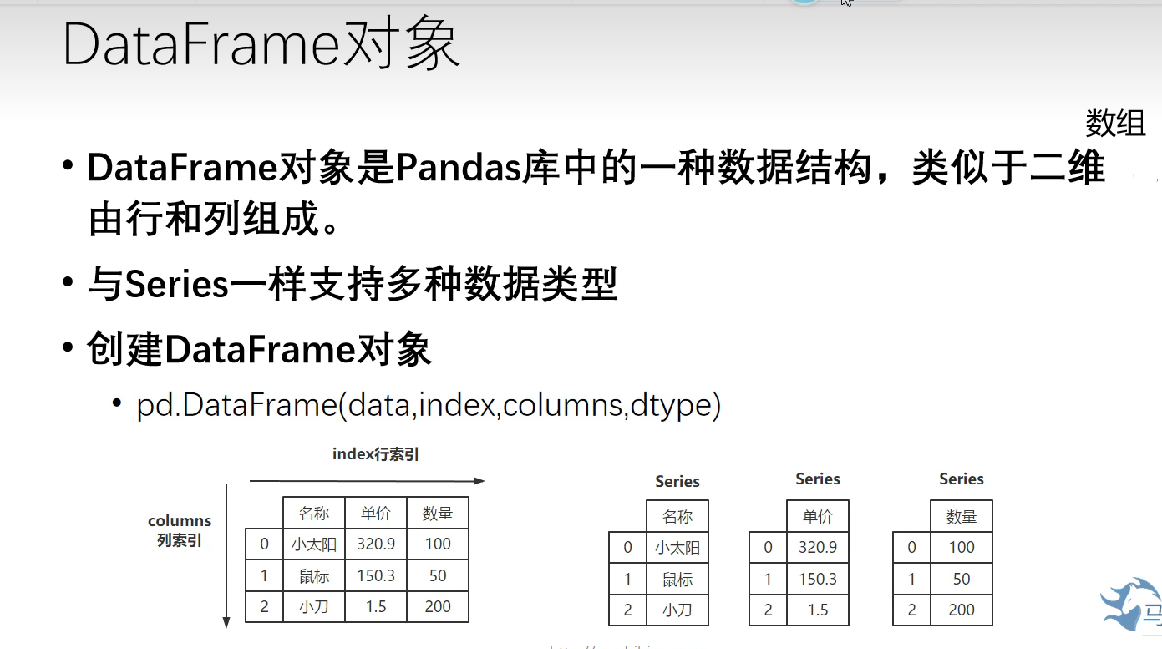 DataFrame对象
数组
• DataFrame对象是Pandas库中的一种数据结构，类似于二维
由行和列组成。
• 与Series一样支持多种数据类型
• 创建DataFrame对象
• pd.DataFrame(data,index,columns,dtype)
index行索引
columns
列索引
名称 单价 数量
0 小太阳 320.9 100
1 鼠标 150.3 50
2 小刀 1.5 200
Series
名称
0 小太阳
1 鼠标
2 小刀
Series
单价
0 320.9
1 150.3
2 1.5
Series
数量
0 100
1 50
2 200
马